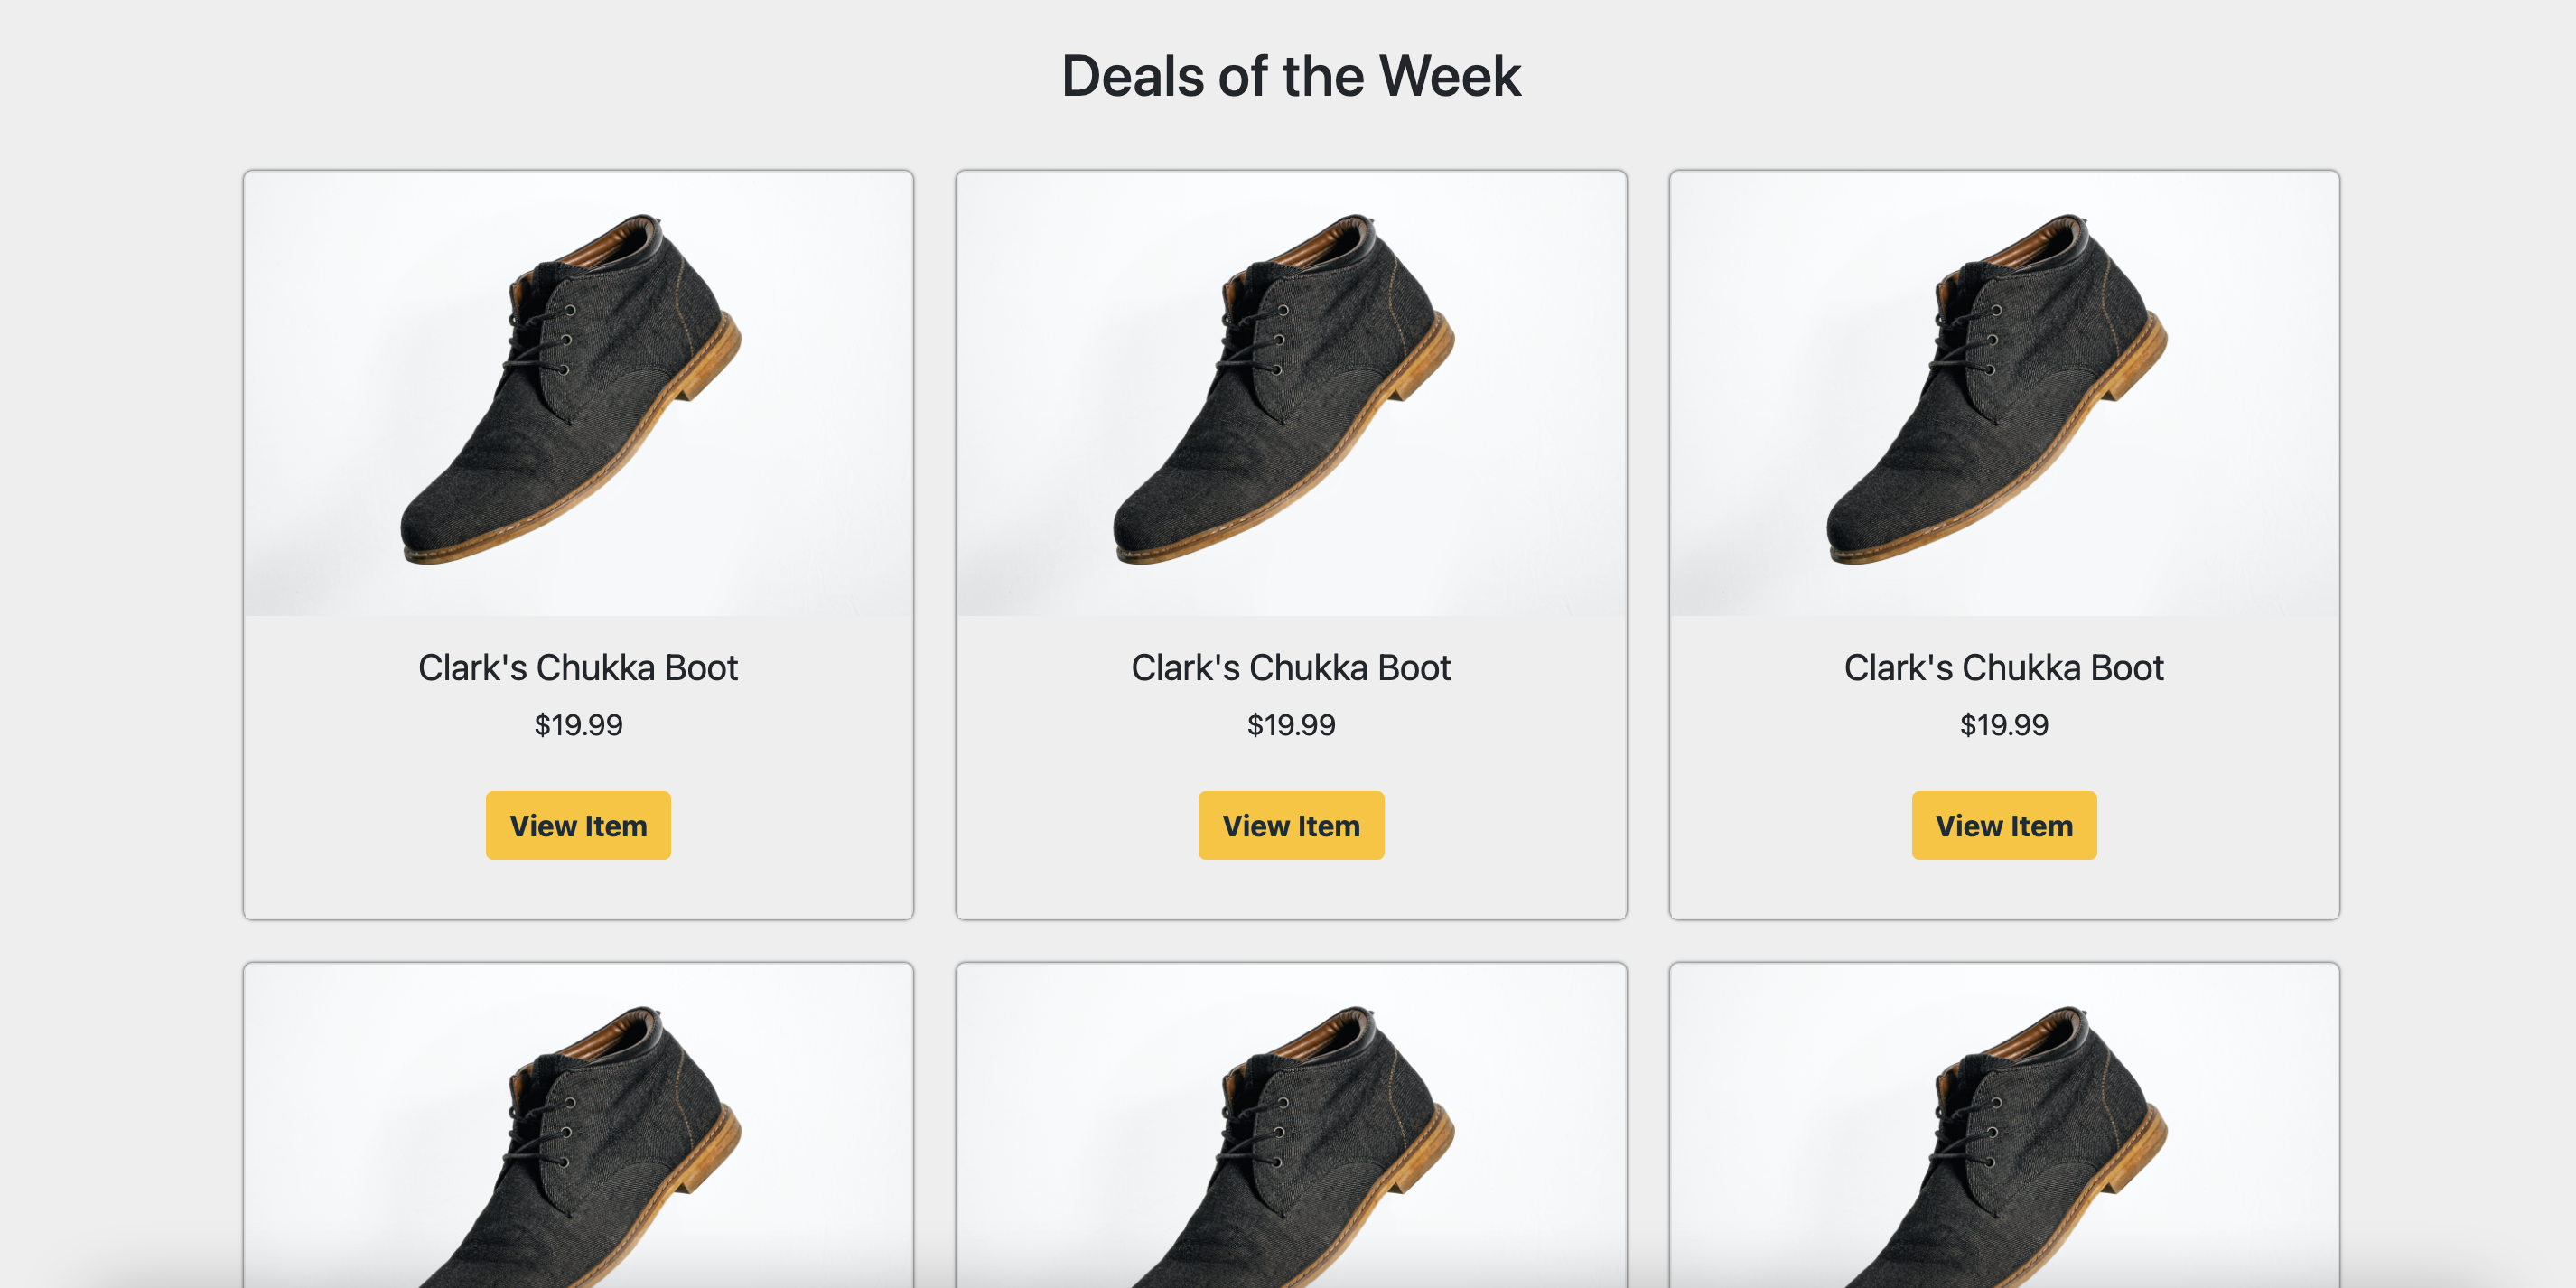 Deals of the Week
Clark's Chukka Boot
$19.99
View Item
Clark's Chukka Boot
$19.99
View Item
Clark's Chukka Boot
$19.99
View Item